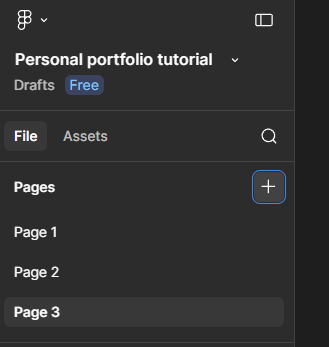 Personal portfolio tutorial
Drafts Free
File Assets
Pages
Page 1
Page 2
Page 3